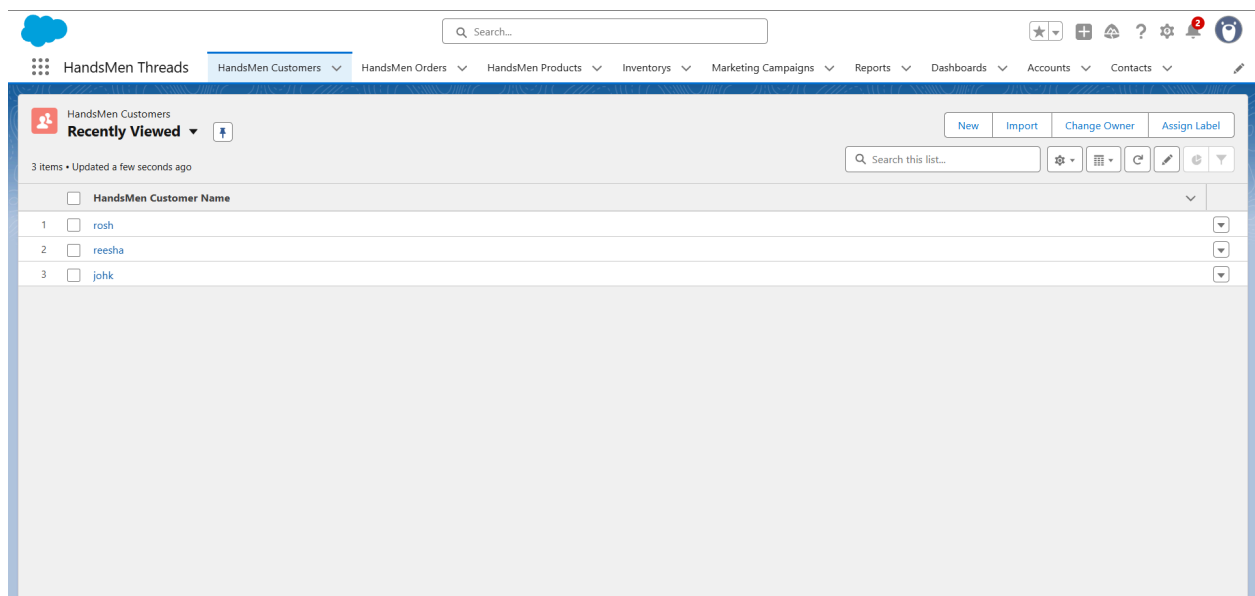 Search...
2
HandsMen Threads HandsMen Customers HandsMen Orders HandsMen Products Inventorys Marketing Campaigns Reports Dashboards Accounts Contacts
HandsMen Customers
Recently Viewed
New Import Change Owner Assign Label
3 items • Updated a few seconds ago
Search this list...
HandsMen Customer Name
1 rosh
2 reesha
3 johk